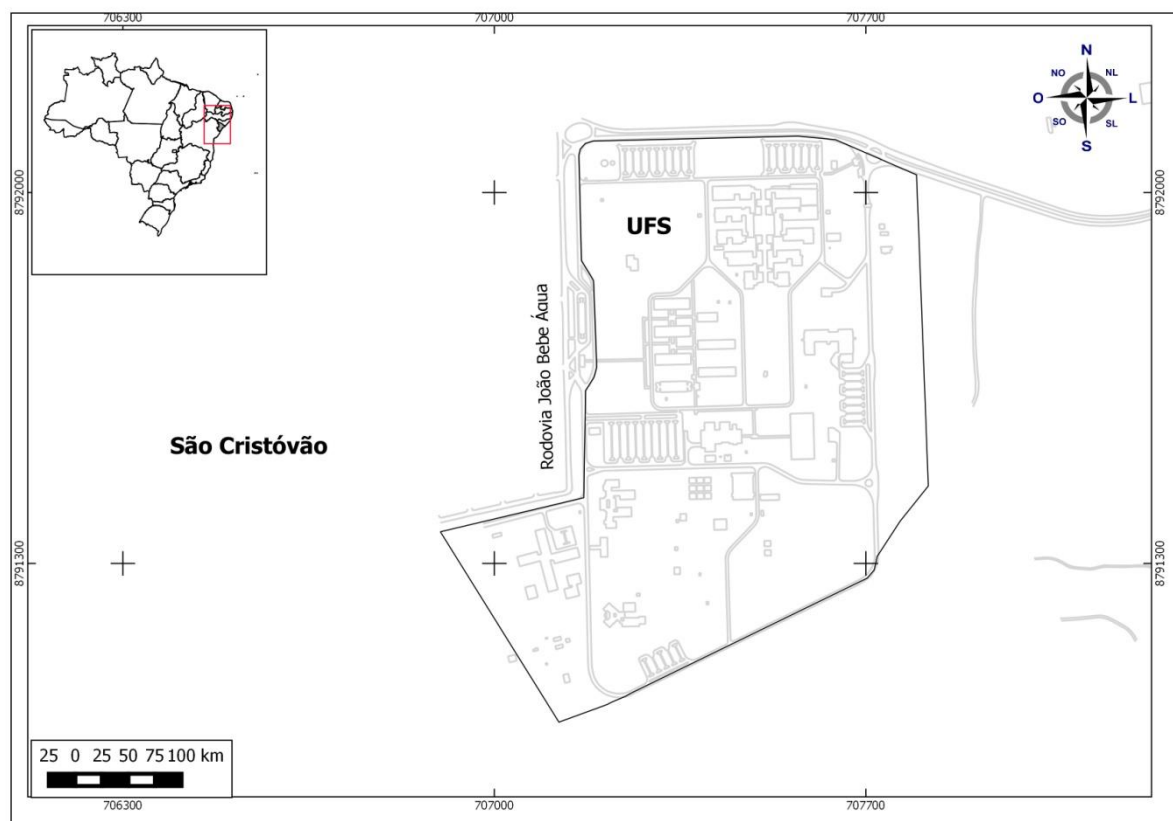 706300
707000
707700
8792000
8792000
N
NO
NL
O
L
SO
SL
S
UFS
Rodovia João Bebe Água
São Cristóvão
8791300
8791300
25 0 25 50 75 100 km
706300
707000
707700